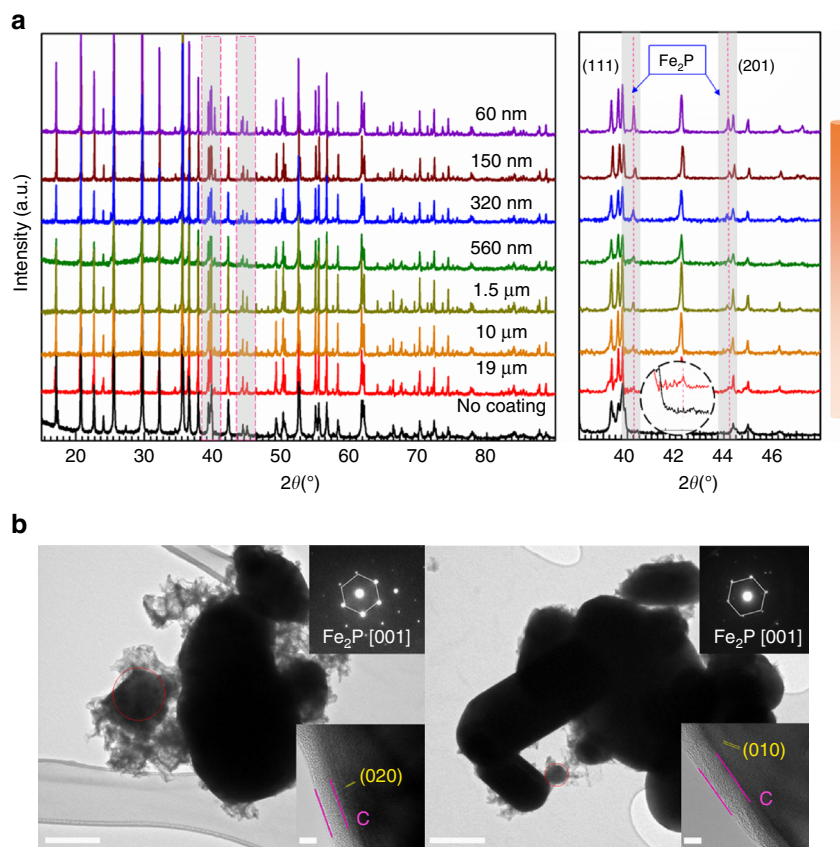 a
Intensity (a.u.)
60 nm
150 nm
320 nm
560 nm
1.5 μm
10 μm
19 μm
No coating
20 30 40 50 60 70 80
2θ(°)
(111) Fe₂P (201)
40 42 44 46
2θ(°)
b
Fe₂P [001]
(020)
C
Fe₂P [001]
(010)
C